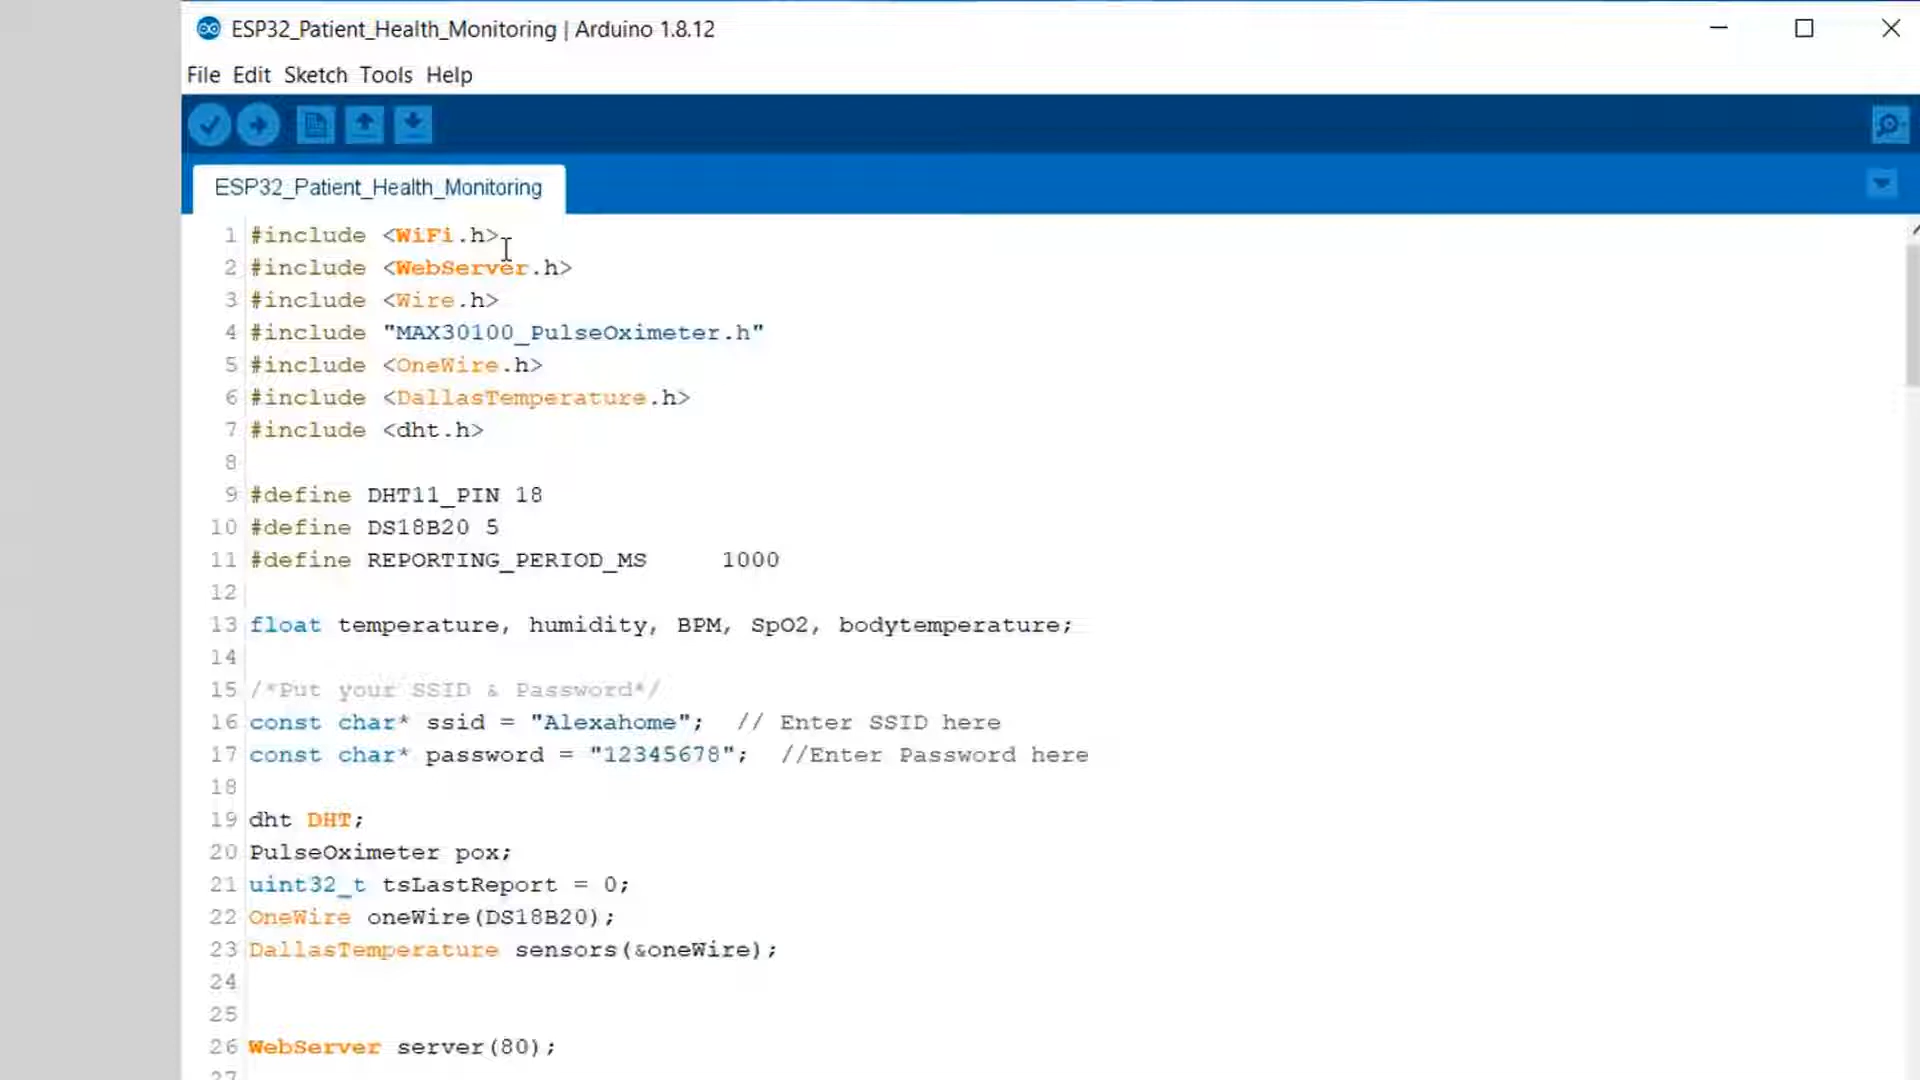 ESP32_Patient_Health_Monitoring | Arduino 1.8.12
File Edit Sketch Tools Help
ESP32_Patient_Health_Monitoring
1 #include <WiFi.h>
2 #include <WebServer.h>
3 #include <Wire.h>
4 #include "MAX30100_PulseOximeter.h"
5 #include <OneWire.h>
6 #include <DallasTemperature.h>
7 #include <dht.h>
8
9 #define DHT11_PIN 18
10 #define DS18B20 5
11 #define REPORTING_PERIOD_MS     1000
12
13 float temperature, humidity, BPM, SpO2, bodytemperature;
14
15 /*Put your SSID & Password*/
16 const char* ssid = "Alexahome";  // Enter SSID here
17 const char* password = "12345678";  //Enter Password here
18
19 dht DHT;
20 PulseOximeter pox;
21 uint32_t tsLastReport = 0;
22 OneWire oneWire(DS18B20);
23 DallasTemperature sensors(&oneWire);
24
25
26 WebServer server(80);
27